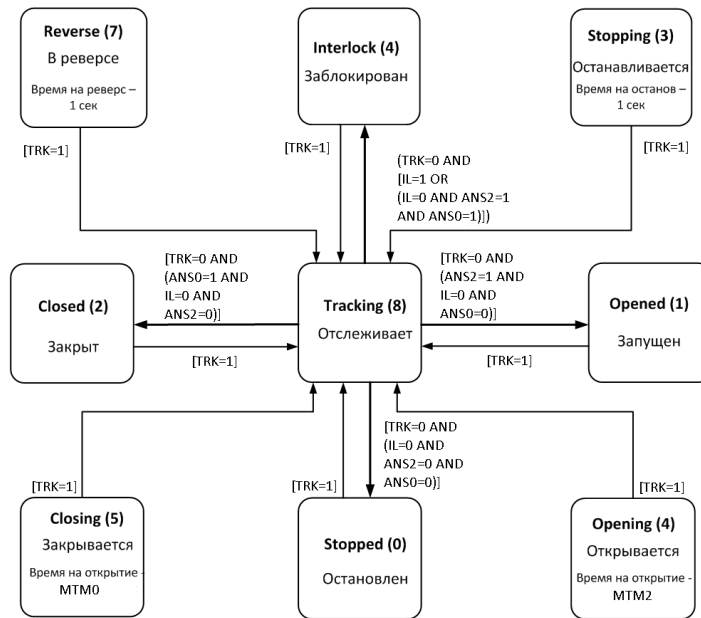 Reverse (7)
В реверсе
Время на реверс –
1 сек
Interlock (4)
Заблокирован
Stopping (3)
Останавливается
Время на останов –
1 сек
[TRK=1]
[TRK=1]
[TRK=1]
(TRK=0 AND
[IL=1 OR
(IL=0 AND ANS2=1
AND ANS0=1)])
[TRK=0 AND
(ANS0=1 AND
IL=0 AND
ANS2=0)]
[TRK=0 AND
(ANS2=1 AND
IL=0 AND
ANS0=0)]
Closed (2)
Закрыт
Tracking (8)
Отслеживает
Opened (1)
Запущен
[TRK=1]
[TRK=1]
[TRK=0 AND
(IL=0 AND
ANS2=0 AND
ANS0=0)]
[TRK=1]
[TRK=1]
[TRK=1]
Closing (5)
Закрывается
Время на открытие -
MTM0
Stopped (0)
Остановлен
Opening (4)
Открывается
Время на открытие -
MTM2